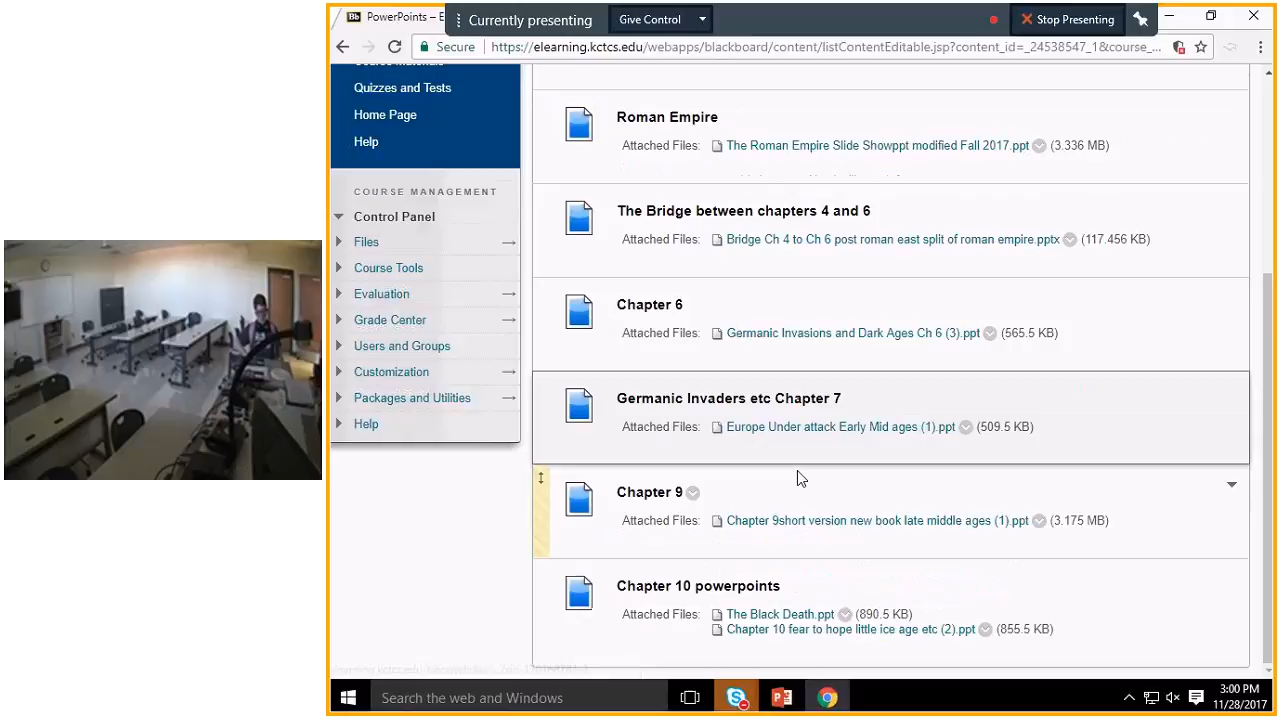 Bb PowerPoints – E
Currently presenting
Give Control
Stop Presenting
Secure
https://elearning.kctcs.edu/webapps/blackboard/content/listContentEditable.jsp?content_id=_24538547_1&course_...
Quizzes and Tests
Home Page
Help
COURSE MANAGEMENT
Control Panel
Files
Course Tools
Evaluation
Grade Center
Users and Groups
Customization
Packages and Utilities
Help
Roman Empire
Attached Files: The Roman Empire Slide Showppt modified Fall 2017.ppt (3.336 MB)
The Bridge between chapters 4 and 6
Attached Files: Bridge Ch 4 to Ch 6 post roman east split of roman empire.pptx (117.456 KB)
Chapter 6
Attached Files: Germanic Invasions and Dark Ages Ch 6 (3).ppt (565.5 KB)
Germanic Invaders etc Chapter 7
Attached Files: Europe Under attack Early Mid ages (1).ppt (509.5 KB)
Chapter 9
Attached Files: Chapter 9short version new book late middle ages (1).ppt (3.175 MB)
Chapter 10 powerpoints
Attached Files: The Black Death.ppt (890.5 KB)
Chapter 10 fear to hope little ice age etc (2).ppt (855.5 KB)
Search the web and Windows
3:00 PM
11/28/2017